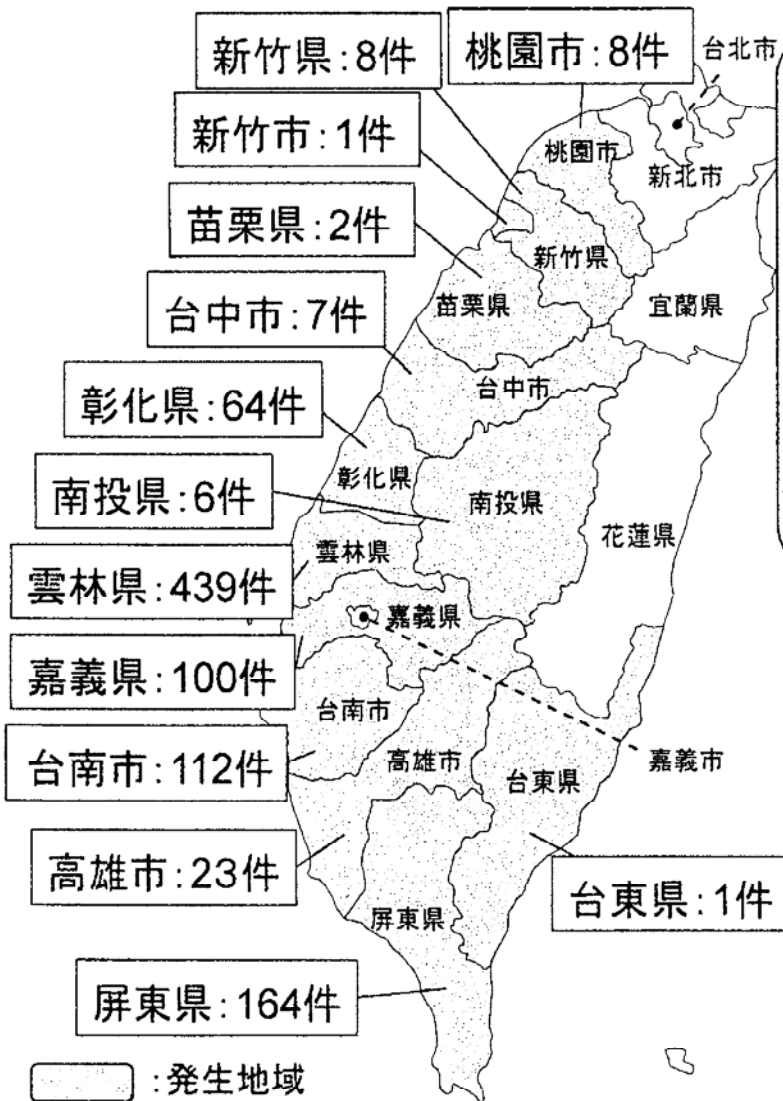 新竹県:8件
桃園市:8件
台北市
新竹市:1件
桃園市
新北市
苗栗県:2件
新竹県
苗栗県
宜蘭県
台中市:7件
台中市
彰化県:64件
彰化県
南投県
南投県:6件
花蓮県
雲林県
雲林県:439件
嘉義県
嘉義県:100件
台南市
台南市:112件
高雄市
台東県
嘉義市
高雄市:23件
屏東県
台東県:1件
屏東県:164件
:発生地域